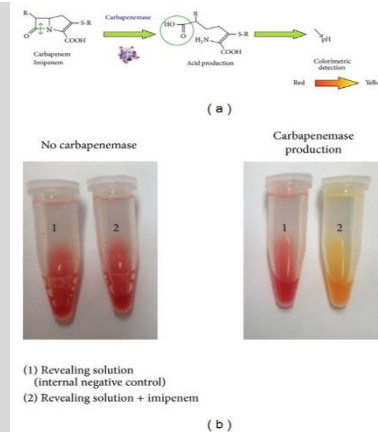 R
S-R
N
O
COOH
Carbapenem
Imipenem
Carbapenemase
R
HO
O
S-R
H₂N
COOH
Acid production
pH
Colorimetric
detection
Red
Yello
(a)
No carbapenemase
Carbapenemase
production
1
2
1
2
(1) Revealing solution
(internal negative control)
(2) Revealing solution + imipenem
(b)